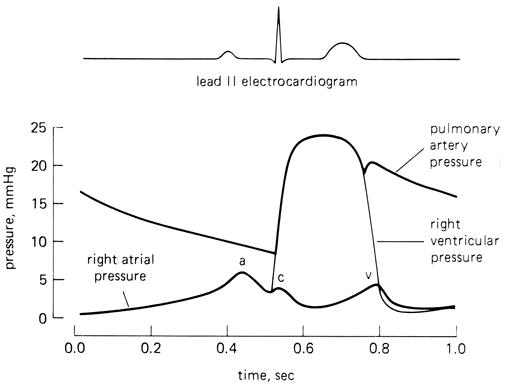 lead II electrocardiogram
25
20
15
10
5
0
pressure, mmHg
pulmonary
artery
pressure
right
ventricular
pressure
right atrial
pressure
a
c
v
0.0
0.2
0.4
0.6
0.8
1.0
time, sec